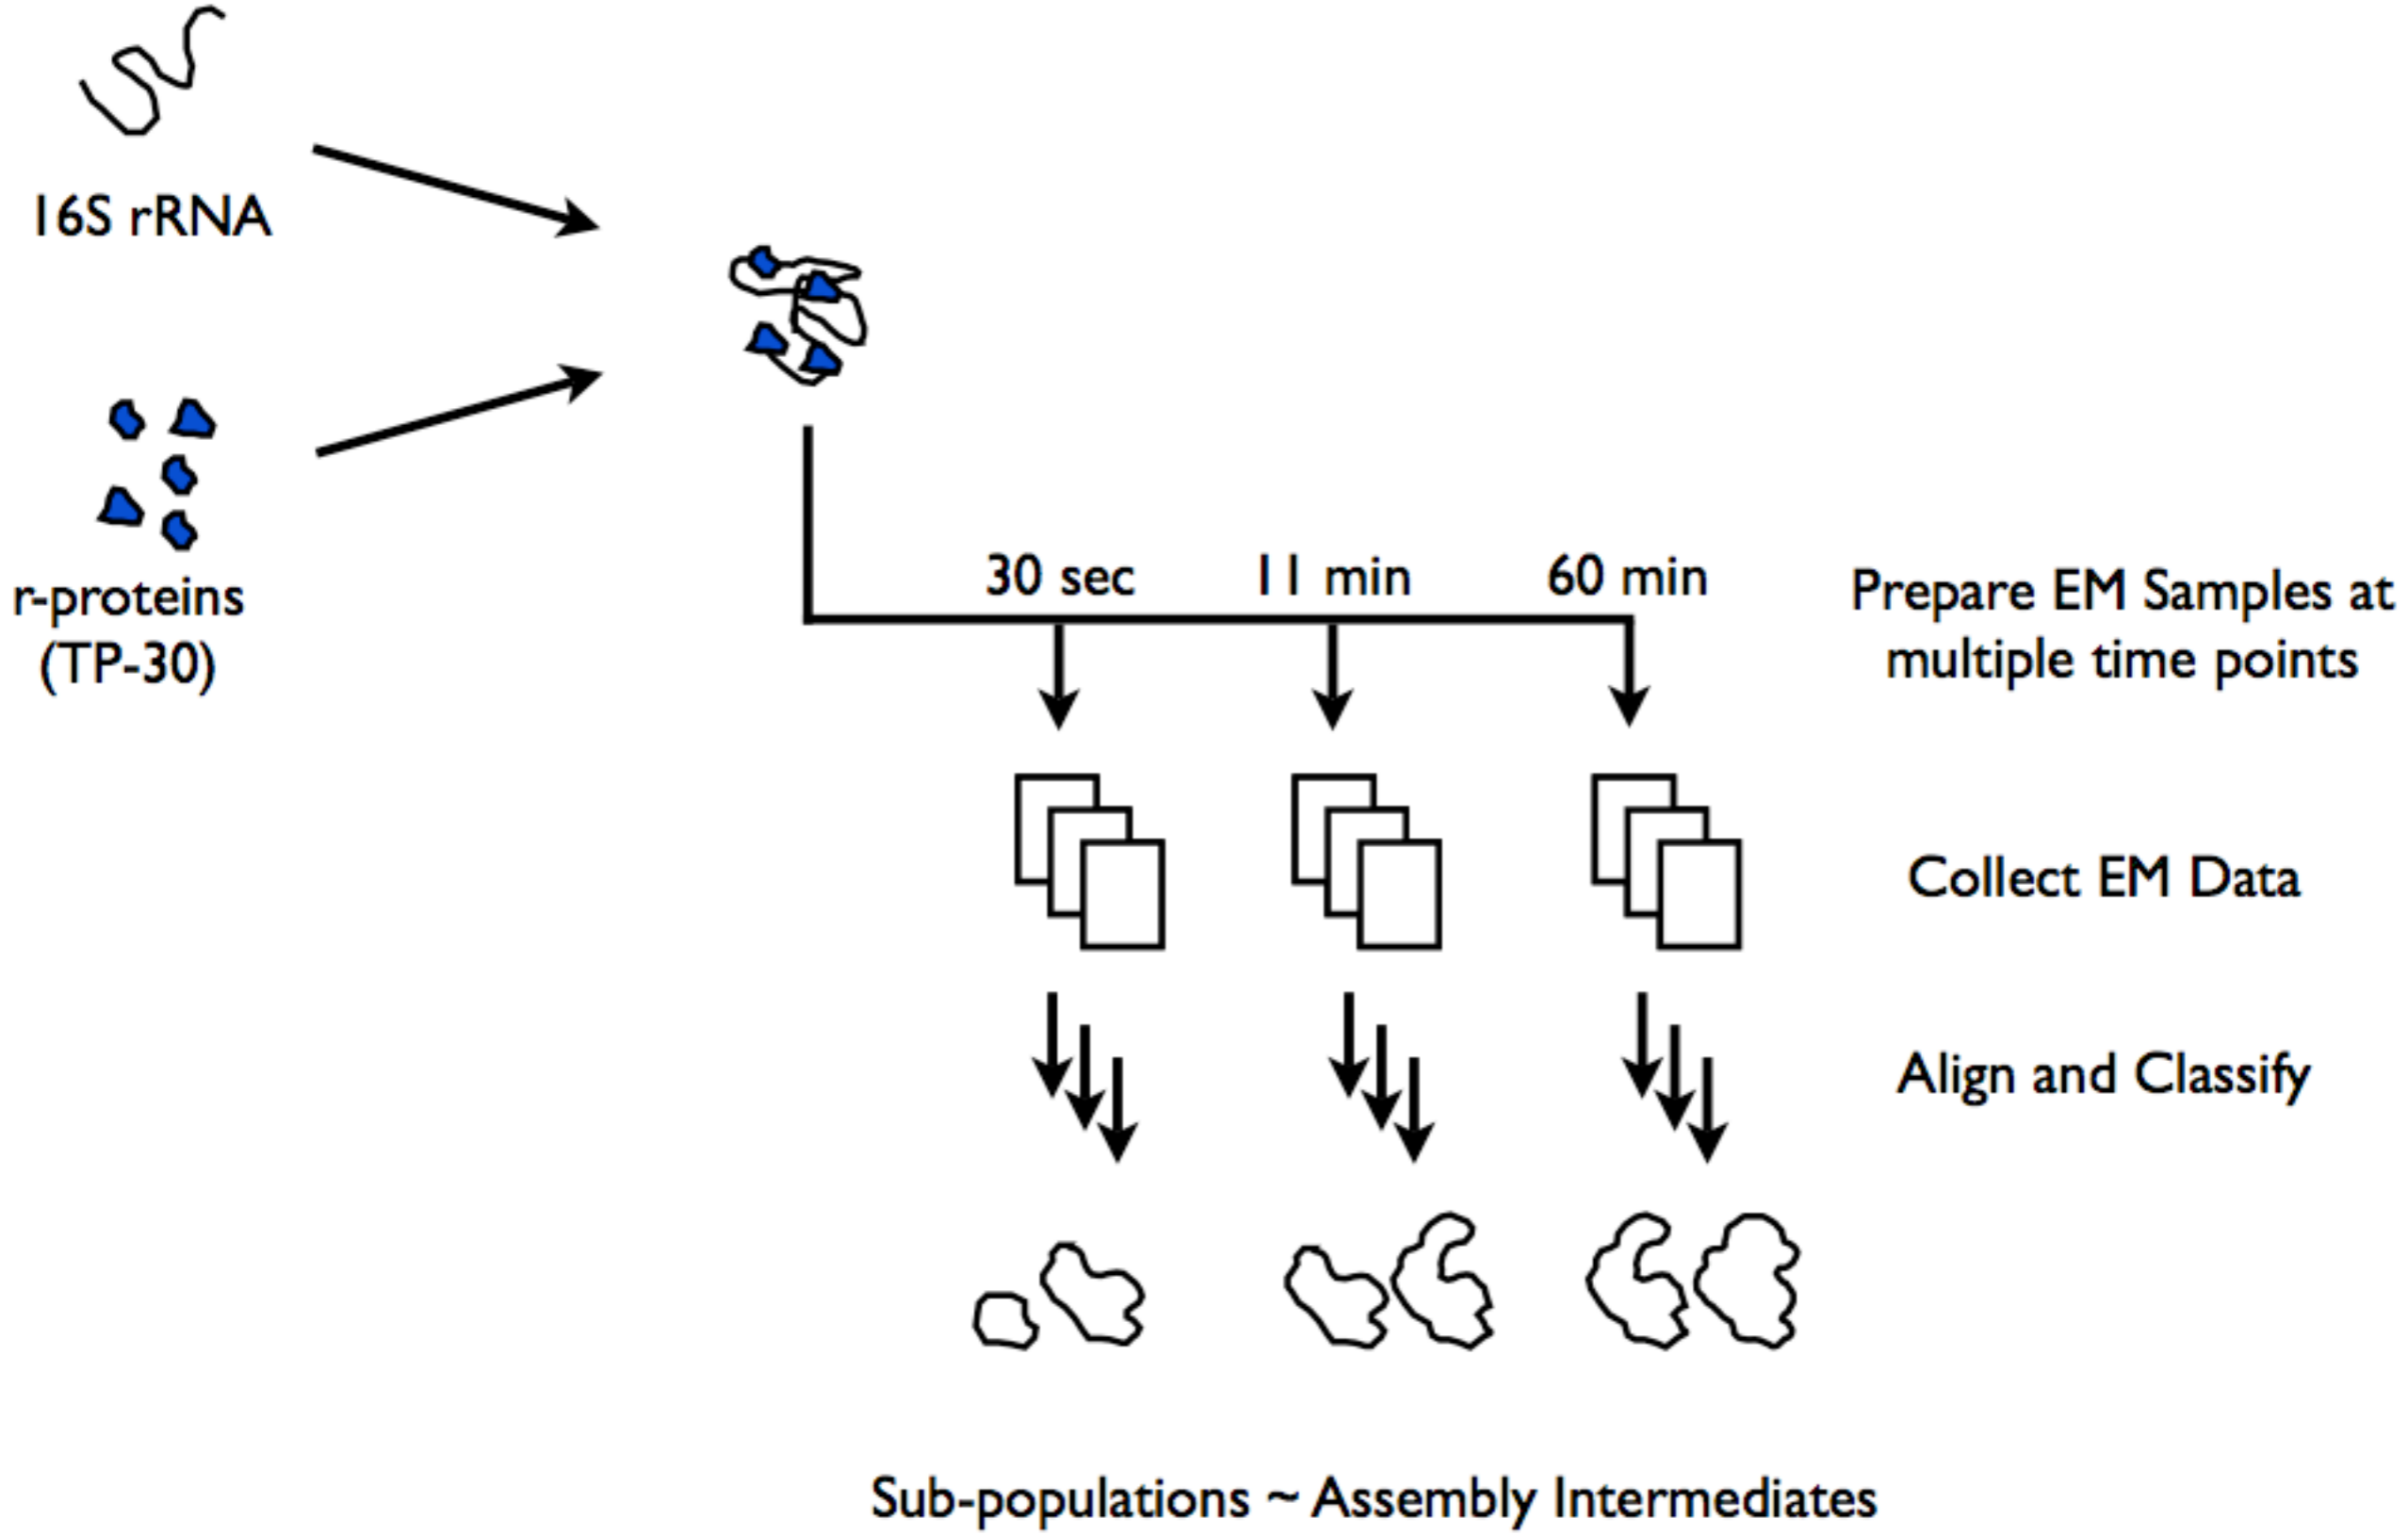 16S rRNA
r-proteins
(TP-30)
30 sec 11 min 60 min
Prepare EM Samples at
multiple time points
Collect EM Data
Align and Classify
Sub-populations ~ Assembly Intermediates